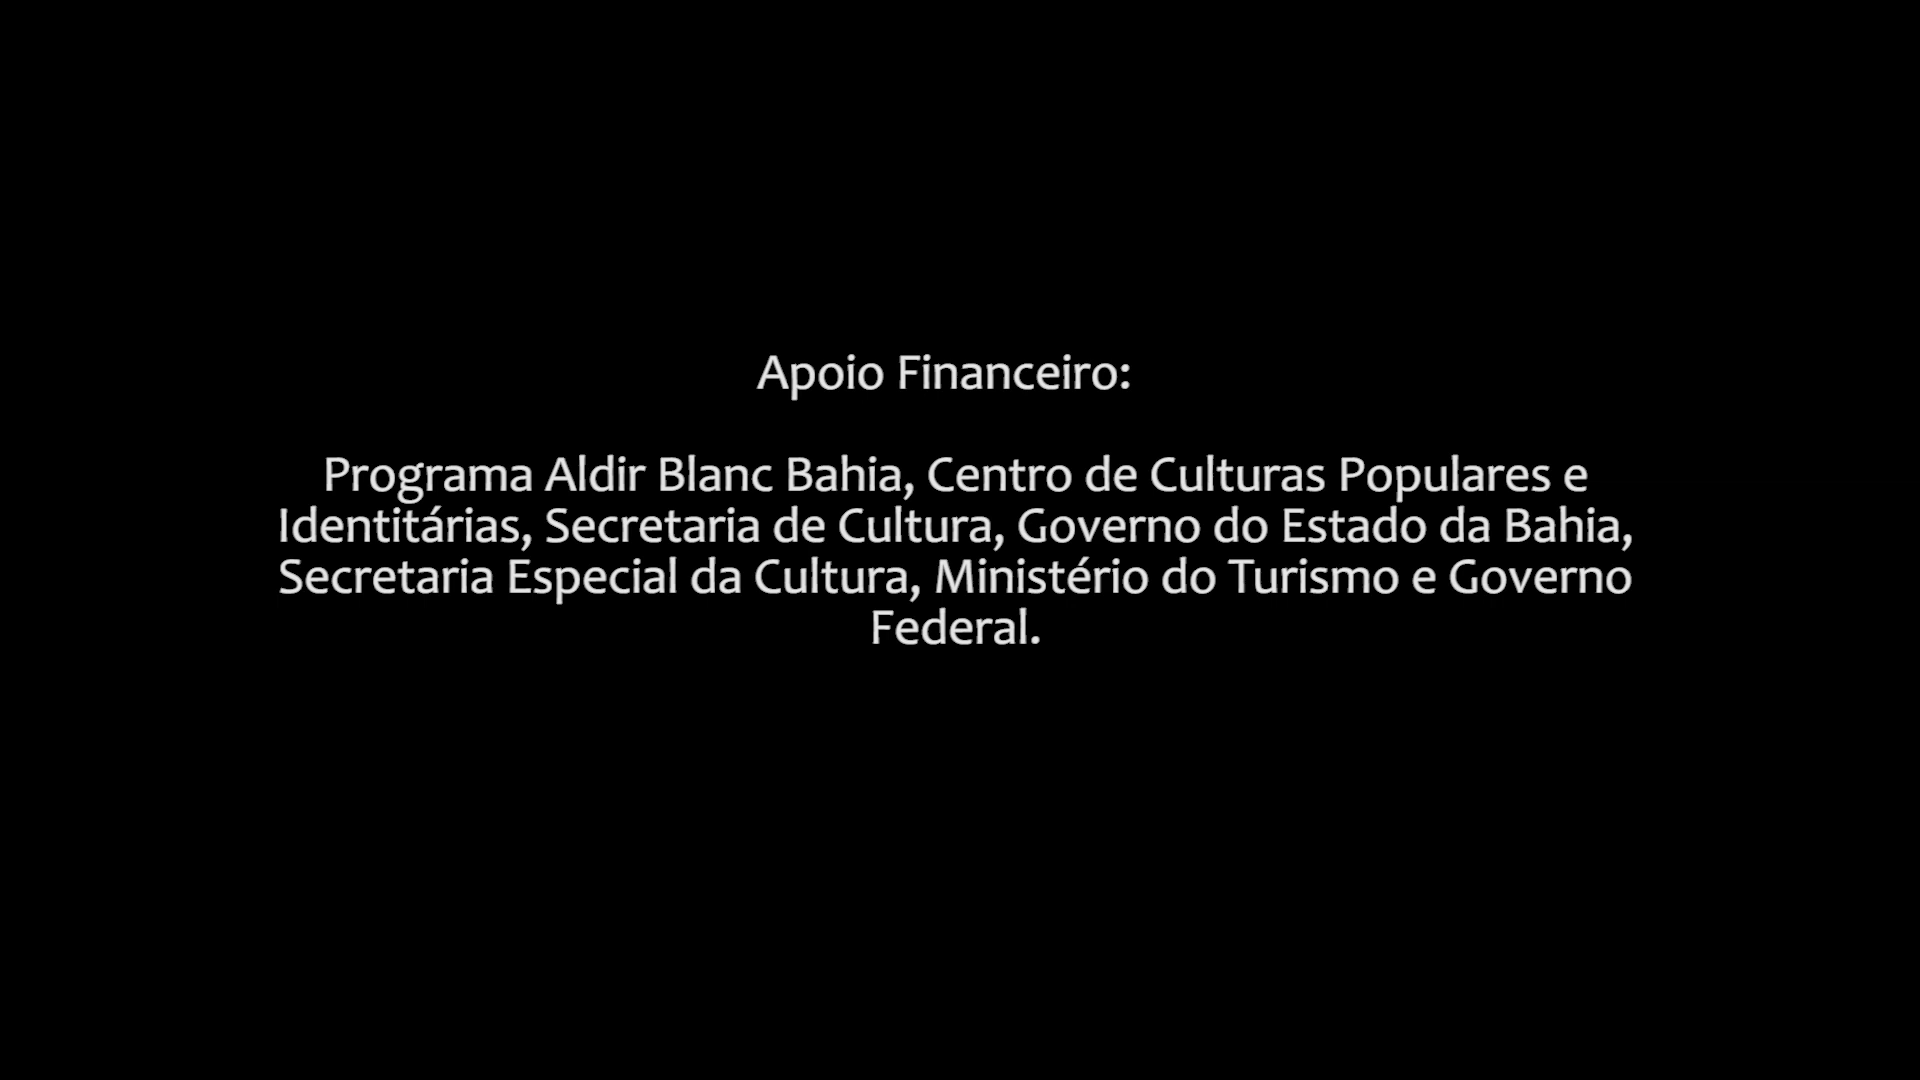 Apoio Financeiro:
Programa Aldir Blanc Bahia, Centro de Culturas Populares e
Identitárias, Secretaria de Cultura, Governo do Estado da Bahia,
Secretaria Especial da Cultura, Ministério do Turismo e Governo
Federal.